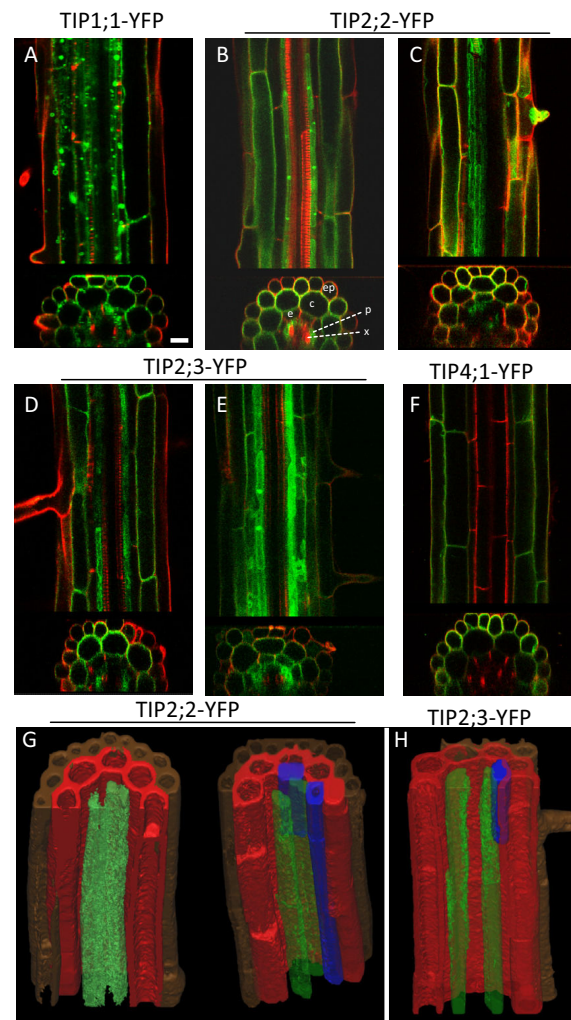 TIP1;1-YFP TIP2;2-YFP
A B C
ep
c
p
e
x
TIP2;3-YFP TIP4;1-YFP
D E F
TIP2;2-YFP TIP2;3-YFP
G H